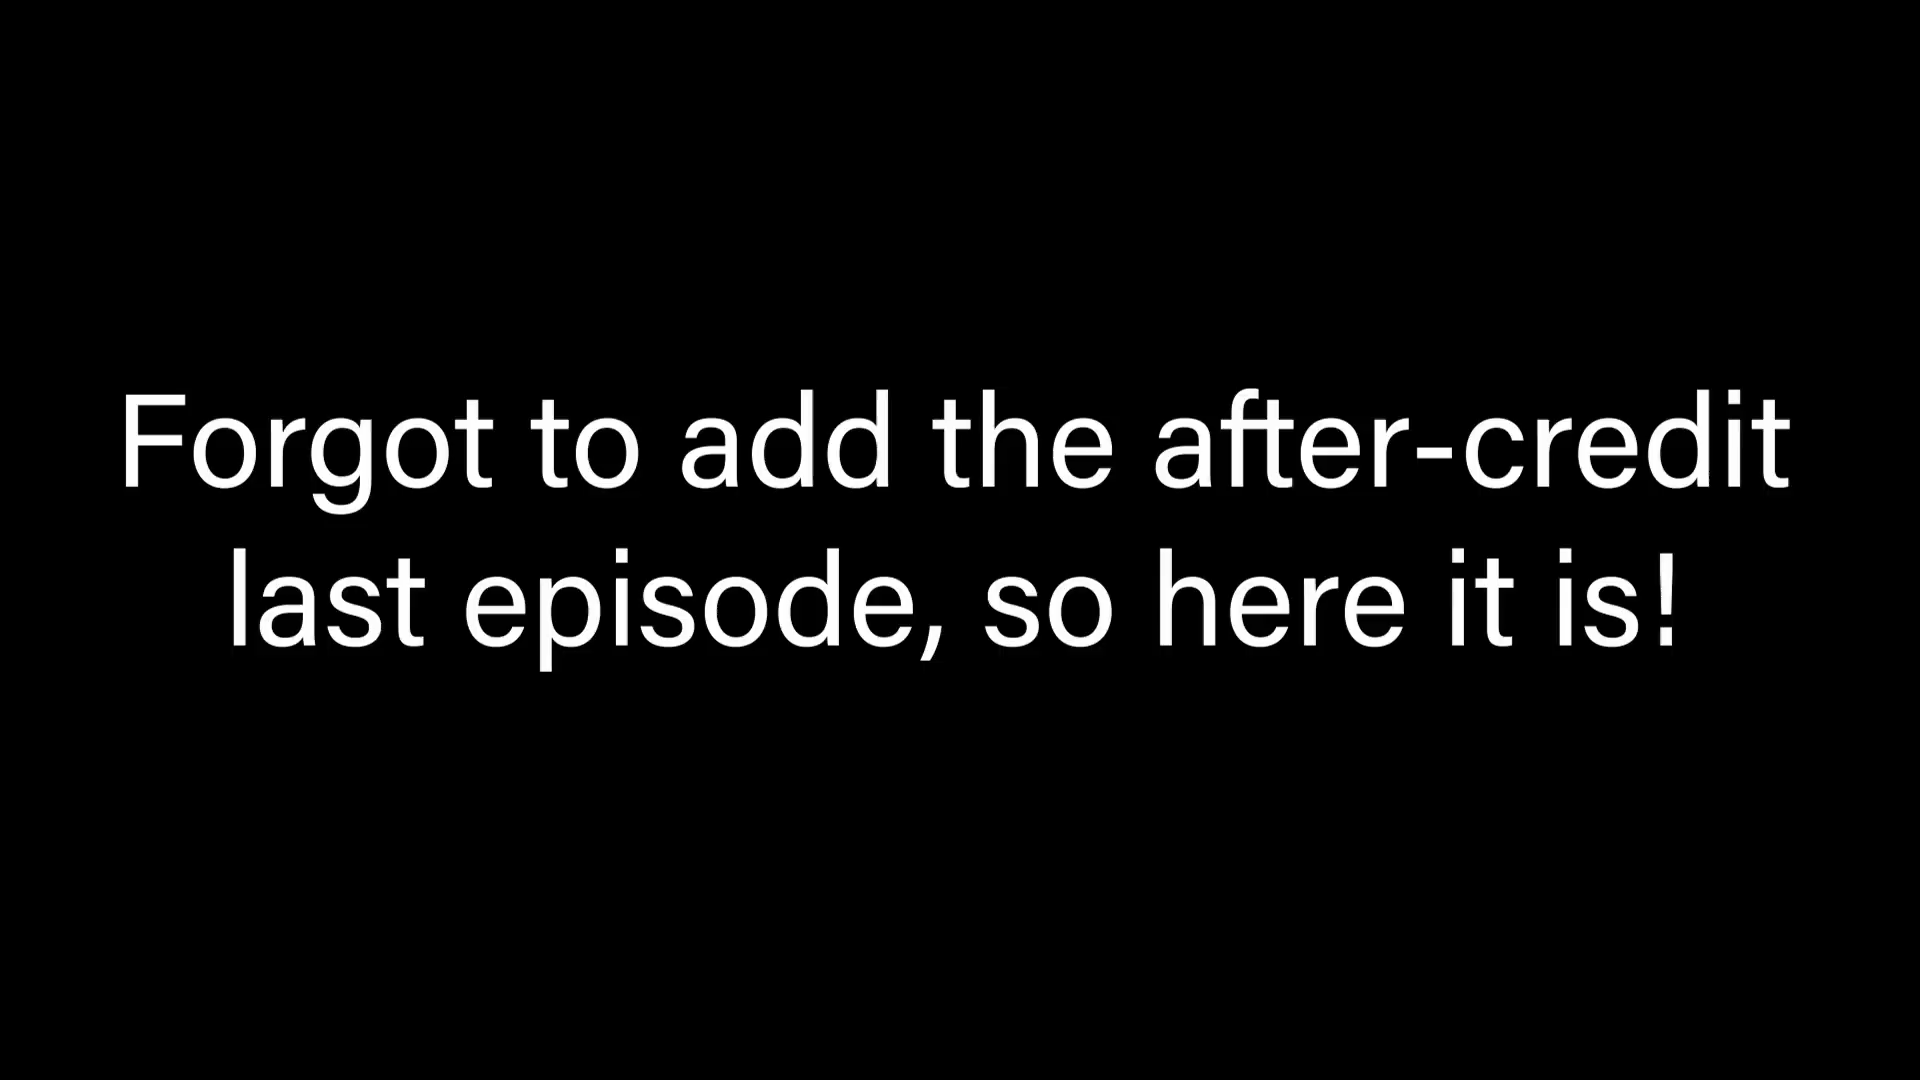 Forgot to add the after-credit
last episode, so here it is!